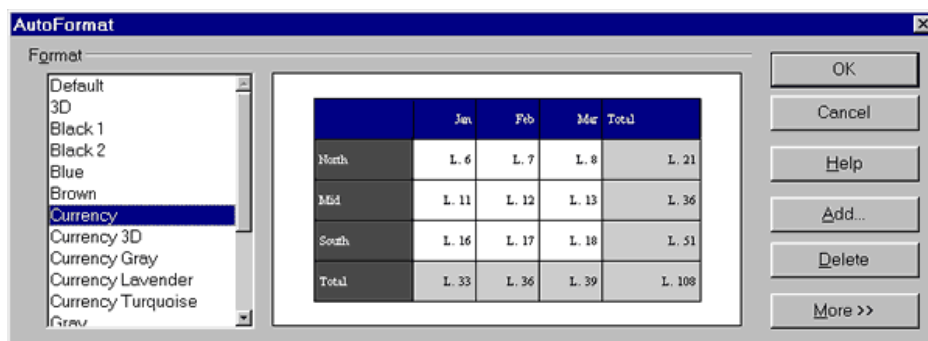 AutoFormat
Format
Default
3D
Black 1
Black 2
Blue
Brown
Currency
Currency 3D
Currency Gray
Currency Lavender
Currency Turquoise
Gray
Jan Feb Mar Total
North L. 6 L. 7 L. 8 L. 21
Mid L. 11 L. 12 L. 13 L. 36
South L. 16 L. 17 L. 18 L. 51
Total L. 33 L. 36 L. 39 L. 108
OK
Cancel
Help
Add...
Delete
More >>